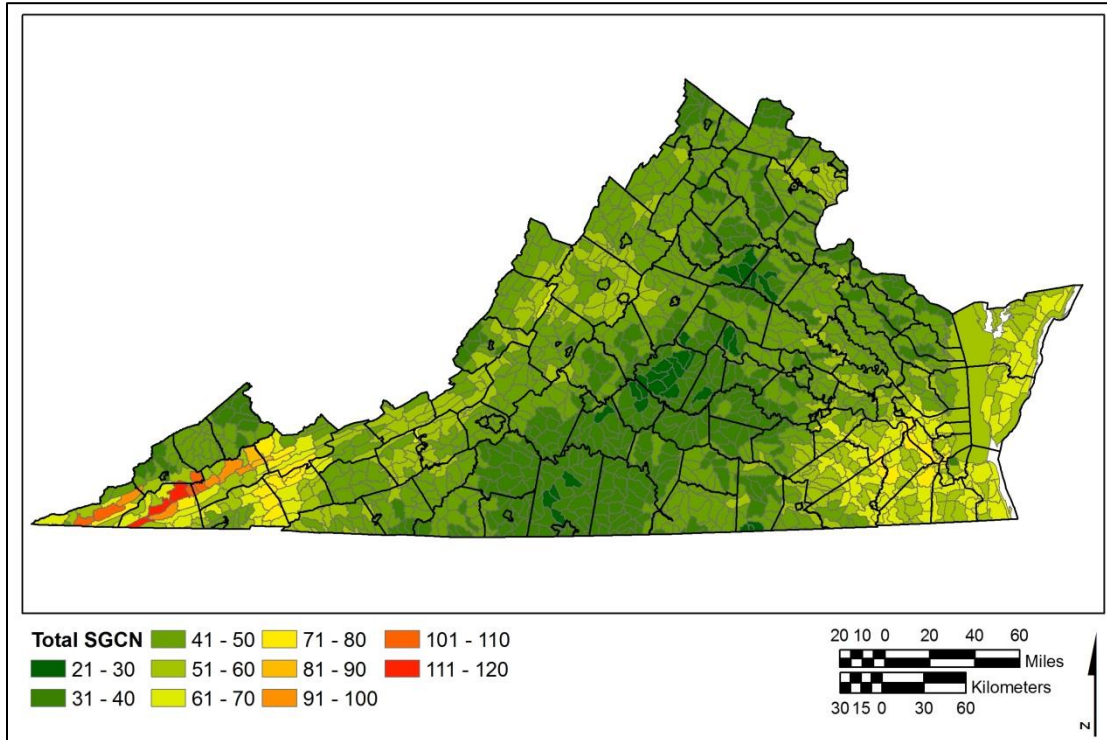 Total SGCN
21 - 30
31 - 40
41 - 50
51 - 60
61 - 70
71 - 80
81 - 90
91 - 100
101 - 110
111 - 120
20 10 0 20 40 60
Miles
Kilometers
30 15 0 30 60
N